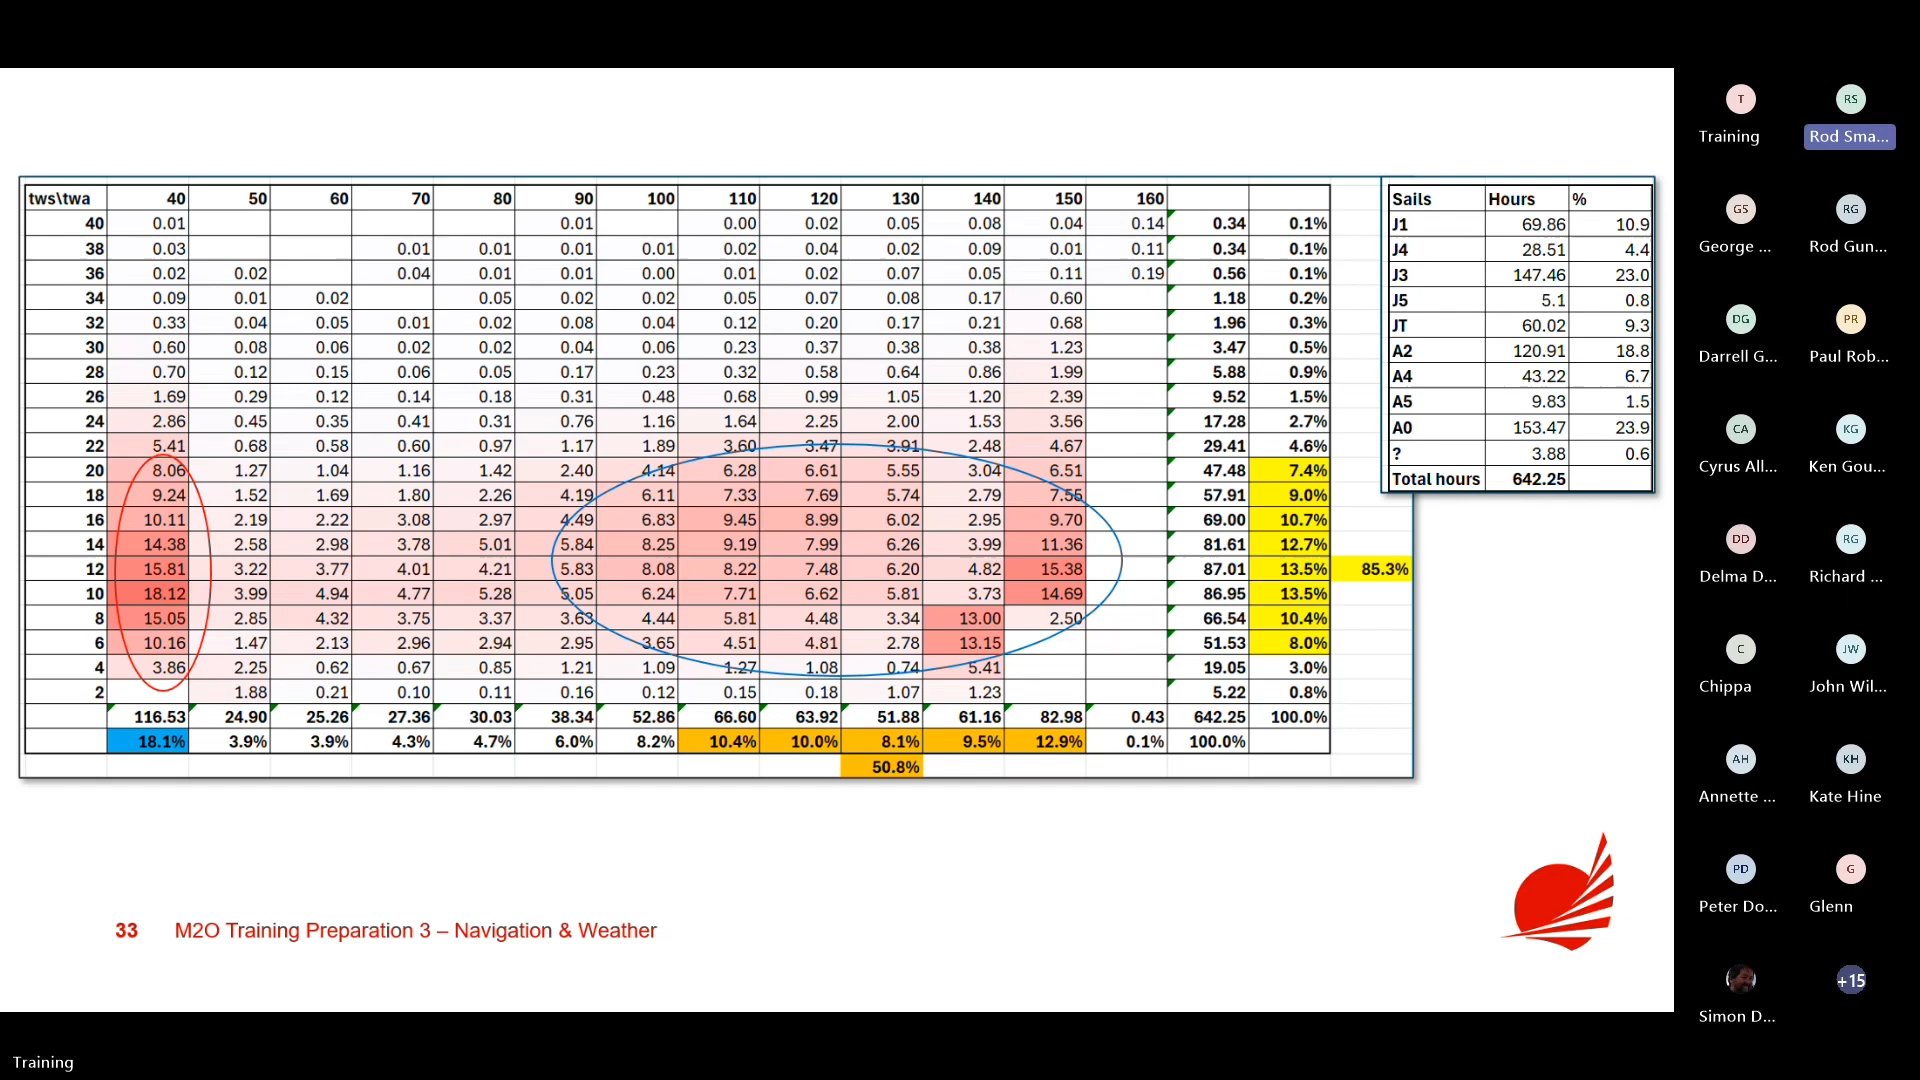 tws\twa 40 50 60 70 80 90 100 110 120 130 140 150 160
40 0.01 0.01 0.00 0.02 0.05 0.08 0.04 0.14 0.34 0.1%
38 0.03 0.01 0.01 0.01 0.01 0.02 0.04 0.02 0.09 0.01 0.11 0.34 0.1%
36 0.02 0.02 0.04 0.01 0.01 0.00 0.01 0.02 0.07 0.05 0.11 0.19 0.56 0.1%
34 0.09 0.01 0.02 0.05 0.02 0.02 0.05 0.07 0.08 0.17 0.60 1.18 0.2%
32 0.33 0.04 0.05 0.01 0.02 0.08 0.04 0.12 0.20 0.17 0.21 0.68 1.96 0.3%
30 0.60 0.08 0.06 0.02 0.02 0.04 0.06 0.23 0.37 0.38 0.38 1.23 3.47 0.5%
28 0.70 0.12 0.15 0.06 0.05 0.17 0.23 0.32 0.58 0.64 0.86 1.99 5.88 0.9%
26 1.69 0.29 0.12 0.14 0.18 0.31 0.48 0.68 0.99 1.05 1.20 2.39 9.52 1.5%
24 2.86 0.45 0.35 0.41 0.31 0.76 1.16 1.64 2.25 2.00 1.53 3.56 17.28 2.7%
22 5.41 0.68 0.58 0.60 0.97 1.17 1.89 3.60 3.47 3.91 2.48 4.67 29.41 4.6%
20 8.06 1.27 1.04 1.16 1.42 2.40 4.14 6.28 6.61 5.55 3.04 6.51 47.48 7.4%
18 9.24 1.52 1.69 1.80 2.26 4.19 6.11 7.33 7.69 5.74 2.79 7.55 57.91 9.0%
16 10.11 2.19 2.22 3.08 2.97 4.49 6.83 9.45 8.99 6.02 2.95 9.70 69.00 10.7%
14 14.38 2.58 2.98 3.78 5.01 5.84 8.25 9.19 7.99 6.26 3.99 11.36 81.61 12.7%
12 15.81 3.22 3.77 4.01 4.21 5.83 8.08 8.22 7.48 6.20 4.82 15.38 87.01 13.5% 85.3%
10 18.12 3.99 4.94 4.77 5.28 5.05 6.24 7.71 6.62 5.81 3.73 14.69 86.95 13.5%
8 15.05 2.85 4.32 3.75 3.37 3.63 4.44 5.81 4.48 3.34 13.00 2.50 66.54 10.4%
6 10.16 1.47 2.13 2.96 2.94 2.95 3.65 4.51 4.81 2.78 13.15 51.53 8.0%
4 3.86 2.25 0.62 0.67 0.85 1.21 1.09 1.27 1.08 0.74 5.41 19.05 3.0%
2 1.88 0.21 0.10 0.11 0.16 0.12 0.15 0.18 1.07 1.23 5.22 0.8%
116.53 24.90 25.26 27.36 30.03 38.34 52.86 66.60 63.92 51.88 61.16 82.98 0.43 642.25 100.0%
18.1% 3.9% 3.9% 4.3% 4.7% 6.0% 8.2% 10.4% 10.0% 8.1% 9.5% 12.9% 0.1% 100.0%
50.8%
Sails Hours %
J1 69.86 10.9
J4 28.51 4.4
J3 147.46 23.0
J5 5.1 0.8
JT 60.02 9.3
A2 120.91 18.8
A4 43.22 6.7
A5 9.83 1.5
A0 153.47 23.9
? 3.88 0.6
Total hours 642.25
33 M2O Training Preparation 3 – Navigation & Weather
T RS
Training Rod Sma...
GS RG
George ... Rod Gun...
DG PR
Darrell G... Paul Rob...
CA KG
Cyrus All... Ken Gou...
DD RG
Delma D... Richard ...
C JW
Chippa John Wil...
AH KH
Annette ... Kate Hine
PD G
Peter Do... Glenn
+15
Simon D...
Training